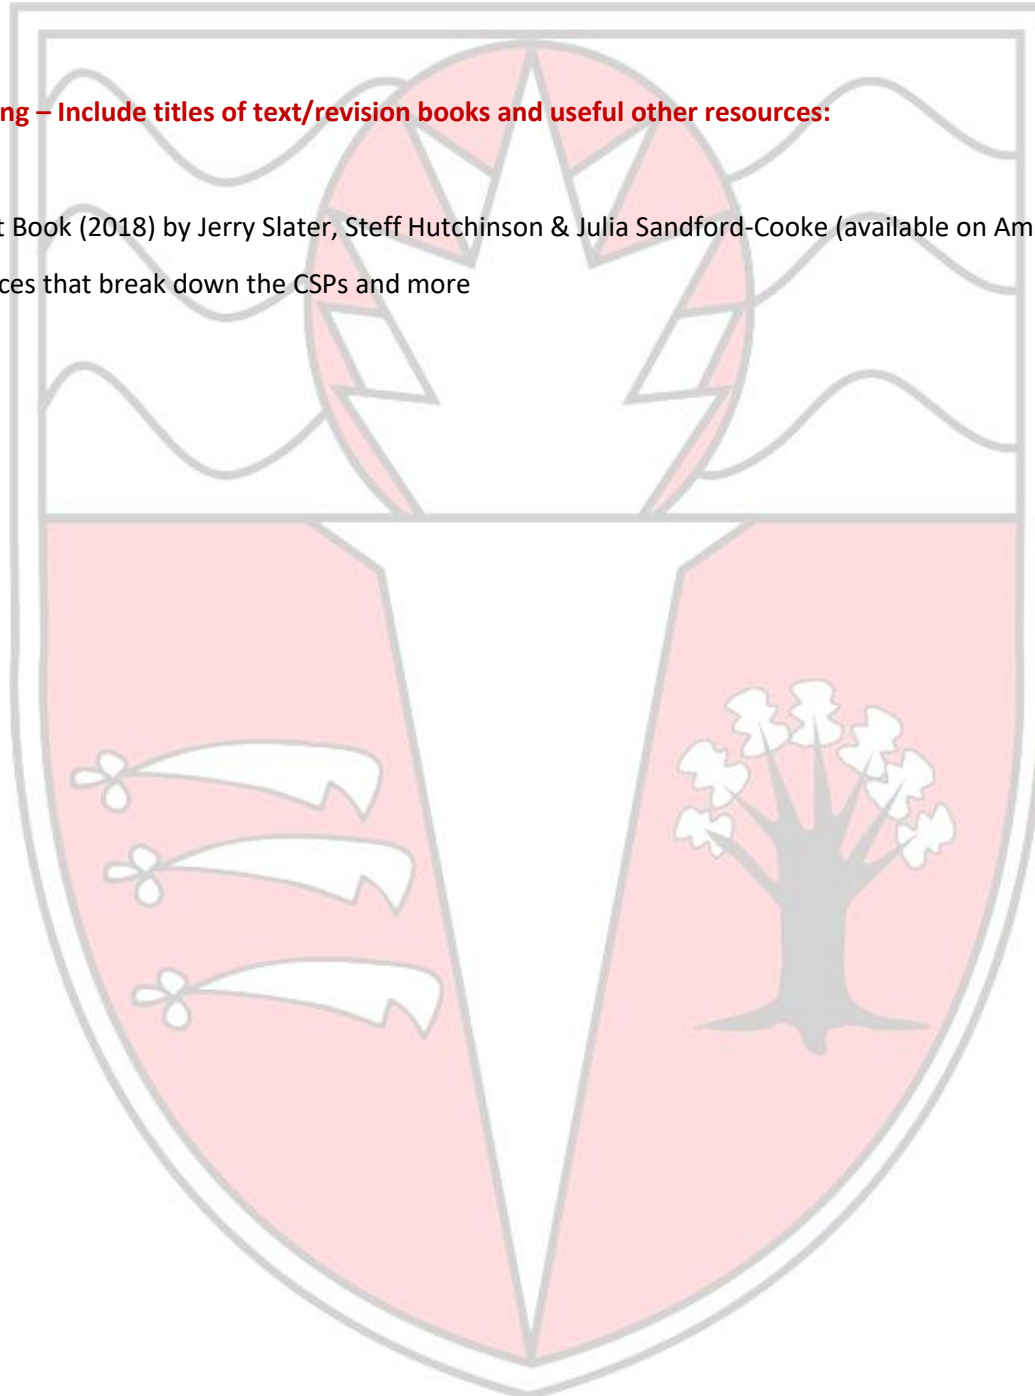 ng – Include titles of text/revision books and useful other resources:
t Book (2018) by Jerry Slater, Steff Hutchinson & Julia Sandford-Cooke (available on Am
ces that break down the CSPs and more